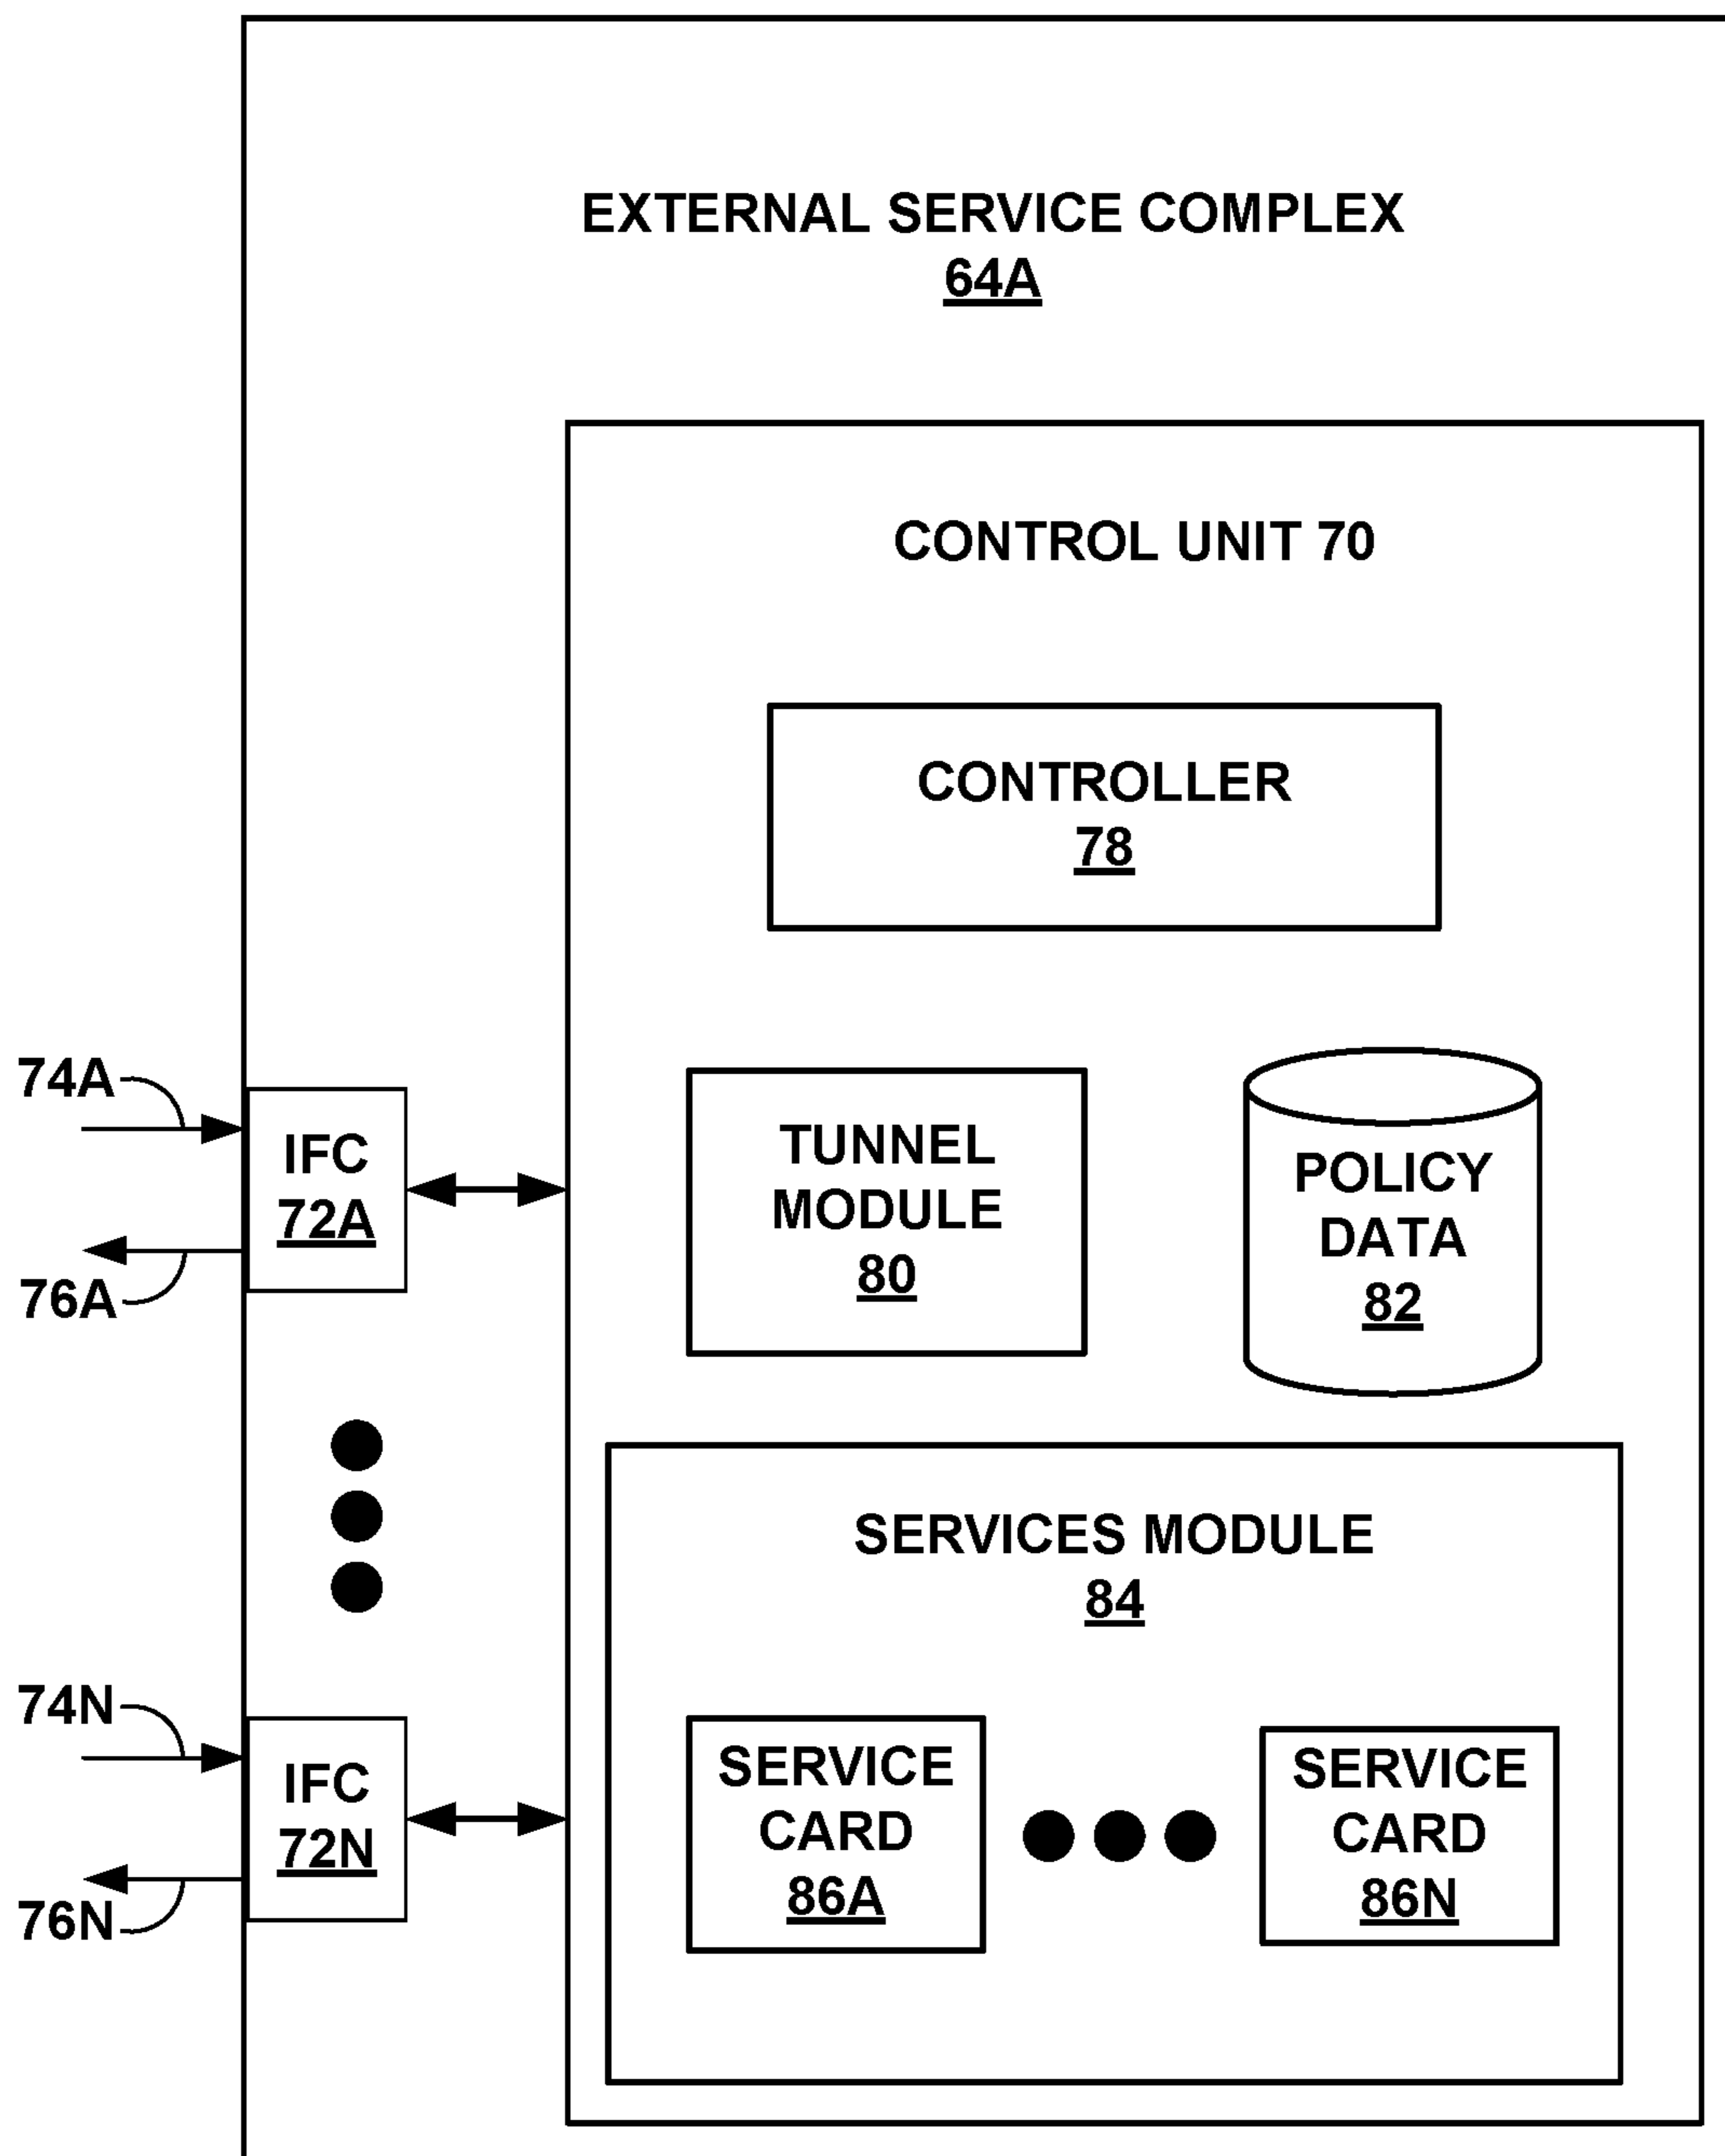 EXTERNAL SERVICE COMPLEX
64A
CONTROL UNIT 70
CONTROLLER
78
74A
IFC
72A
76A
TUNNEL
MODULE
80
POLICY
DATA
82
SERVICES MODULE
84
74N
IFC
72N
76N
SERVICE
CARD
86A
SERVICE
CARD
86N